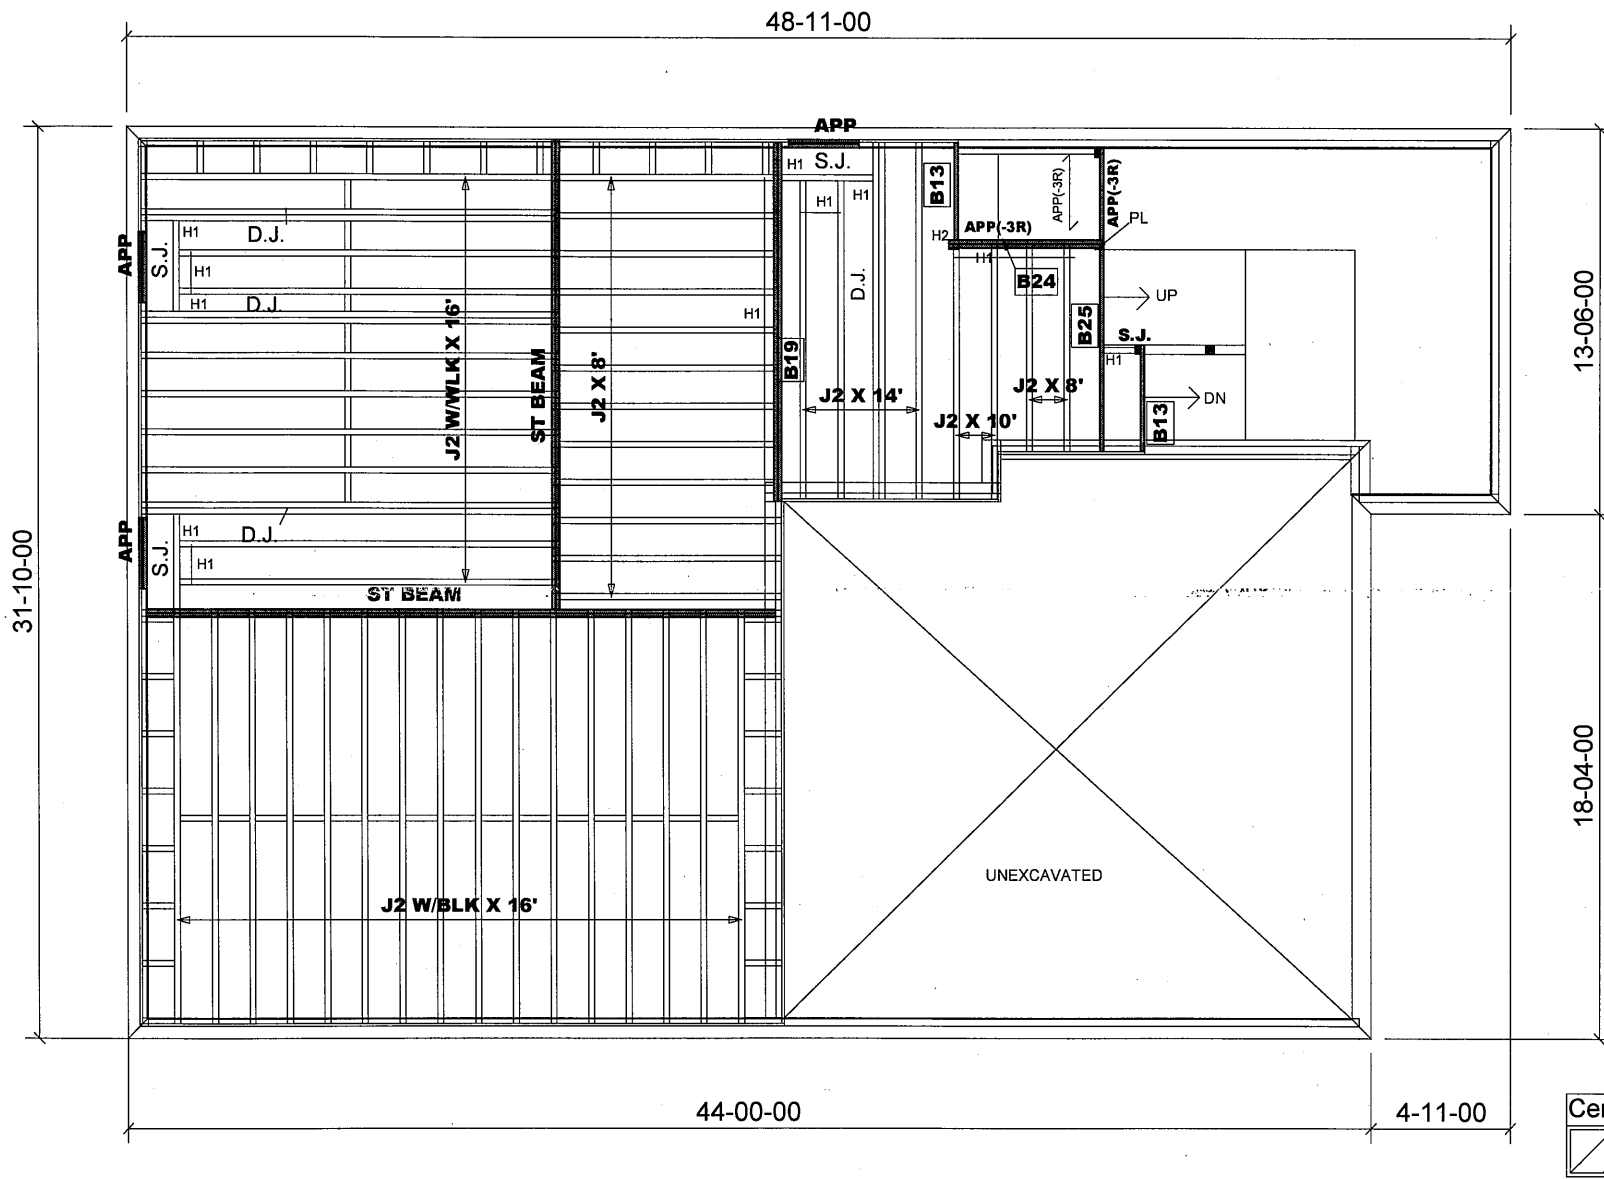 48-11-00
APP
H1
S.J.
B13
APP(-3R)
APP(-3R)
PL
H1
H1
H1
D.J.
APP
S.J.
H1
H1
D.J.
APP(-3R)
H2
H1
B24
D.J.
UP
H1
B25
S.J.
J2 W/WLK X 16'
ST BEAM
J2 X 8'
B19
H1
J2 X 14'
J2 X 8'
J2 X 10'
DN
B13
13-06-00
H1
D.J.
APP
S.J.
H1
ST BEAM
31-10-00
18-04-00
J2 W/BLK X 16'
UNEXCAVATED
44-00-00
4-11-00
Cer